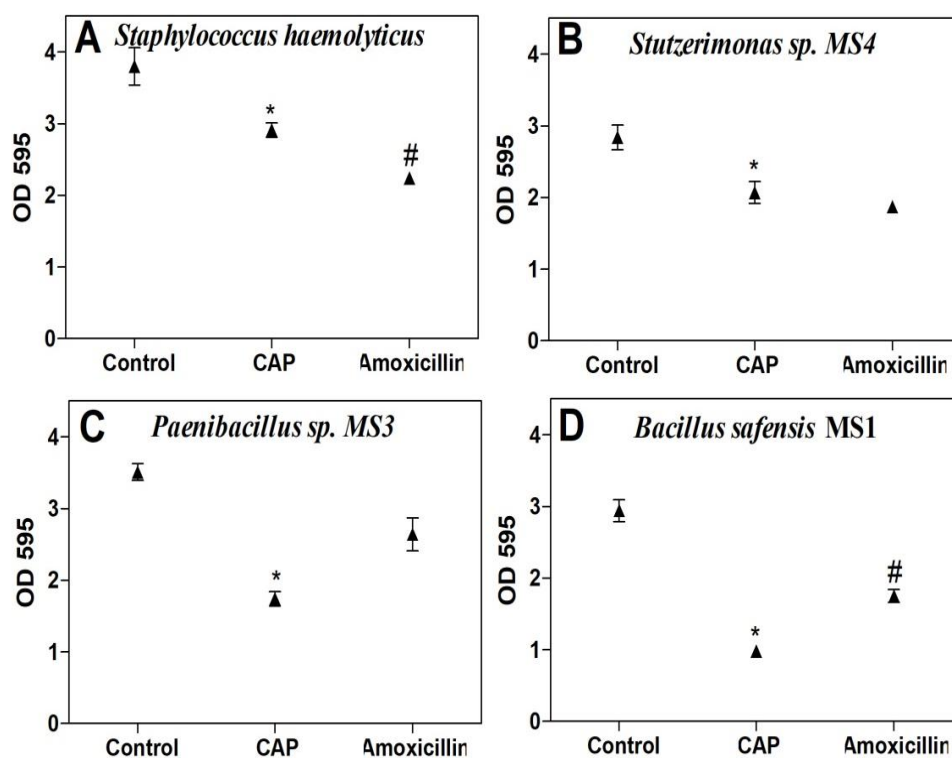 A Staphylococcus haemolyticus
4
3
2
1
0
OD 595
*
#
Control CAP Amoxicillin
B Stutzerimonas sp. MS4
4
3
2
1
0
OD 595
*
Control CAP Amoxicillin
C Paenibacillus sp. MS3
4
3
2
1
0
OD 595
*
Control CAP Amoxicillin
D Bacillus safensis MS1
4
3
2
1
0
OD 595
*
#
Control CAP Amoxicillin